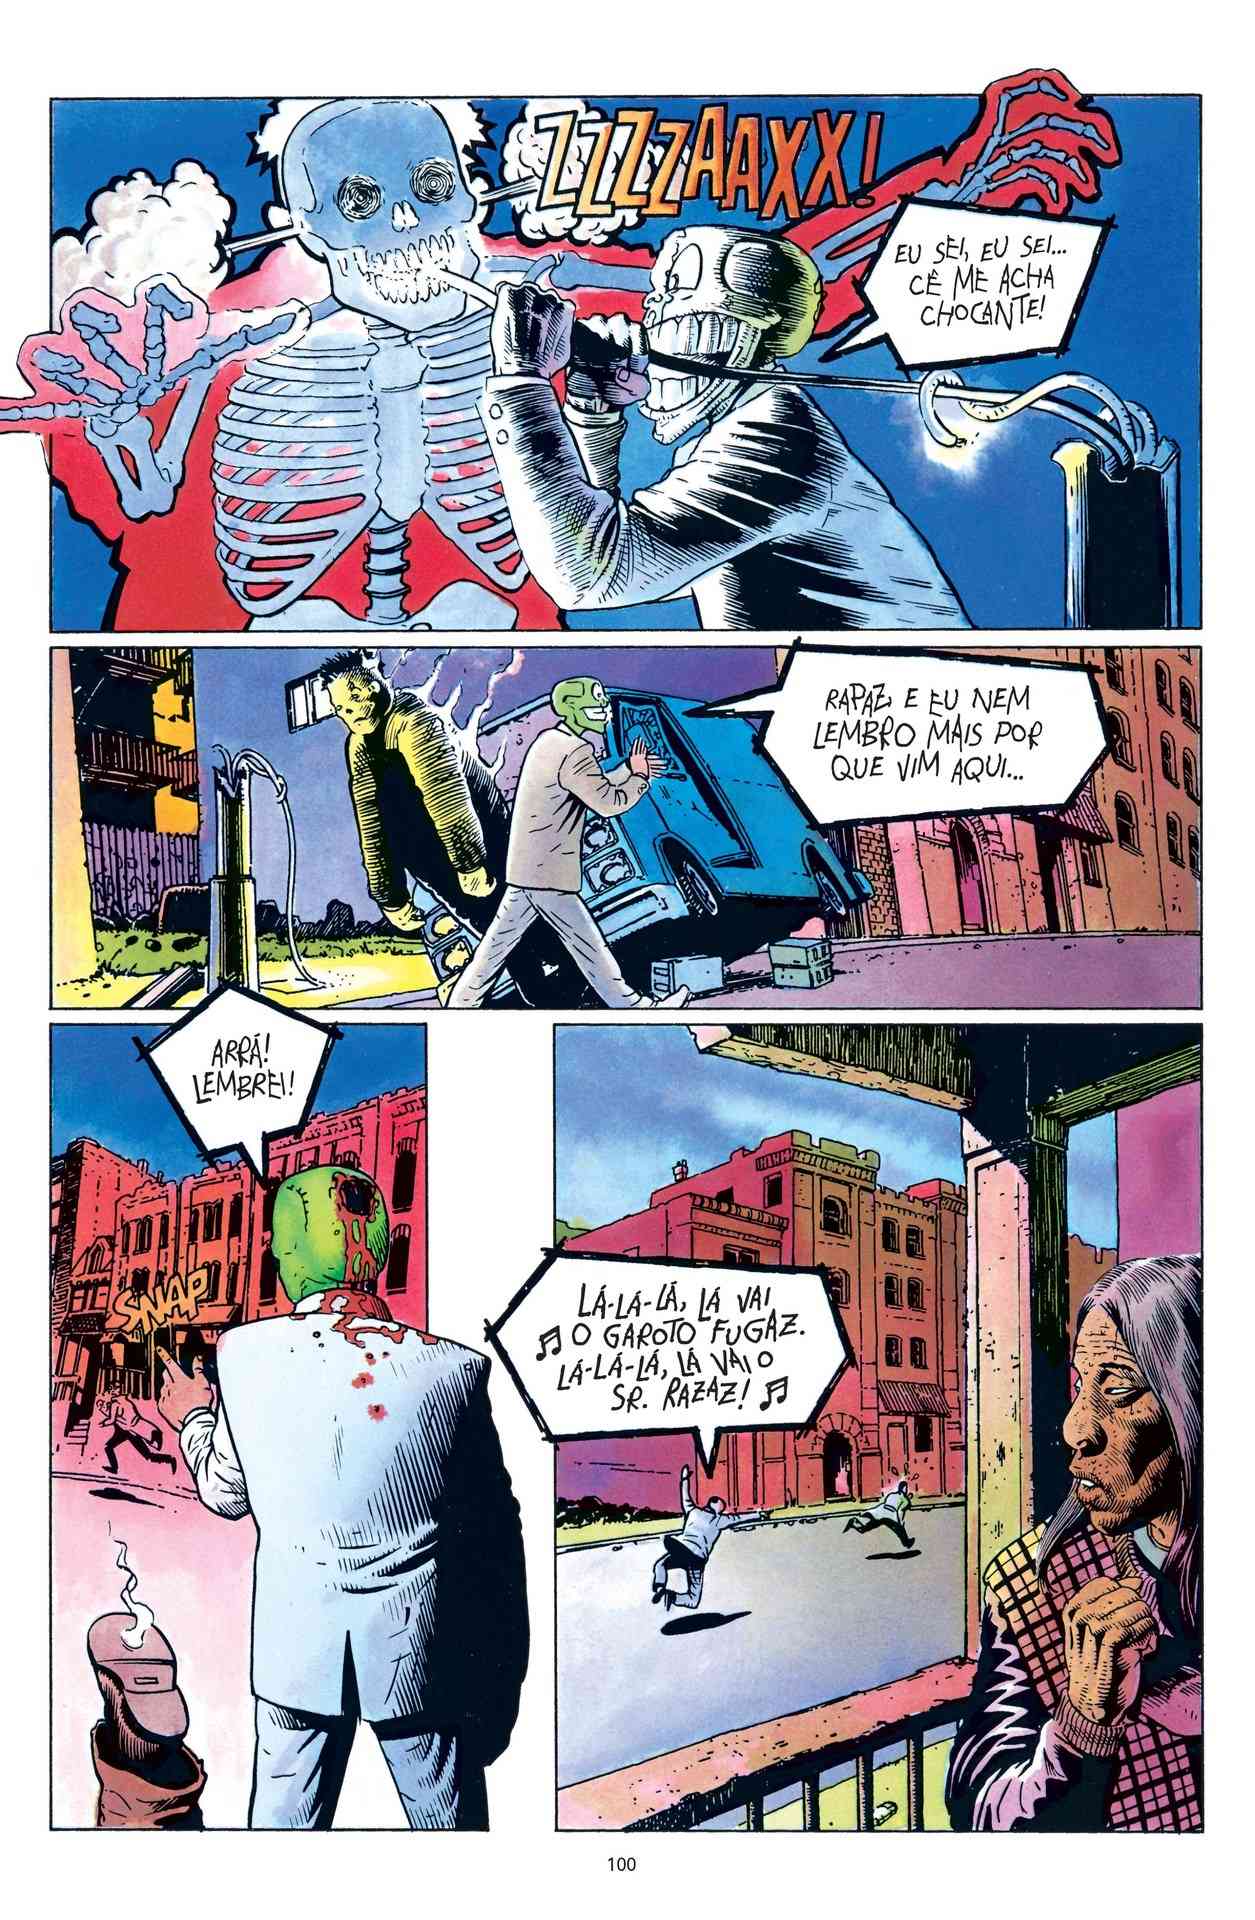 ZZZZZAAXX!
EU SEI, EU SEI...
CÊ ME ACHA
CHOCANTE!
RAPAZ, E EU NEM
LEMBRO MAIS POR
QUE VIM AQUI...
ARRÁ!
LEMBREI!
SNAP
LÁ-LÁ-LÁ, LÁ VAI
♫ O GAROTO FUGAZ.
LÁ-LÁ-LÁ, LÁ VAI O
SR. RAZAZ! ♫
100